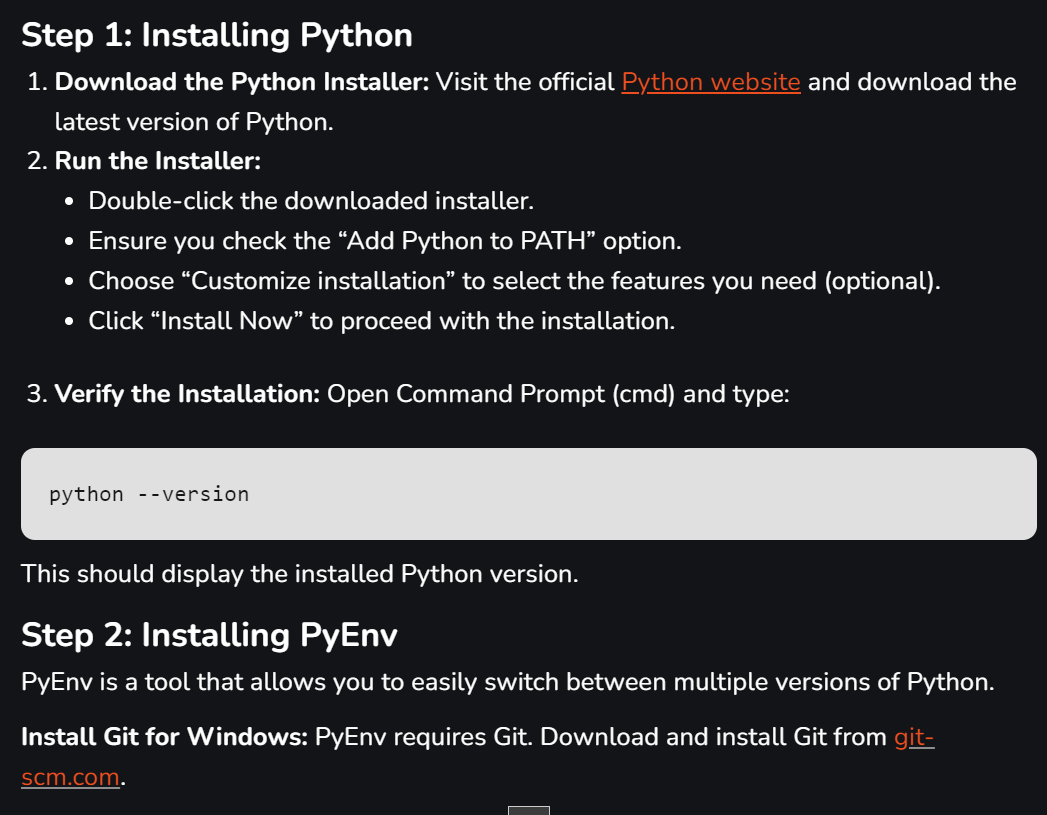 Step 1: Installing Python
1. Download the Python Installer: Visit the official Python website and download the
latest version of Python.
2. Run the Installer:
• Double-click the downloaded installer.
• Ensure you check the “Add Python to PATH” option.
• Choose “Customize installation” to select the features you need (optional).
• Click “Install Now” to proceed with the installation.
3. Verify the Installation: Open Command Prompt (cmd) and type:
python --version
This should display the installed Python version.
Step 2: Installing PyEnv
PyEnv is a tool that allows you to easily switch between multiple versions of Python.
Install Git for Windows: PyEnv requires Git. Download and install Git from git-
scm.com.